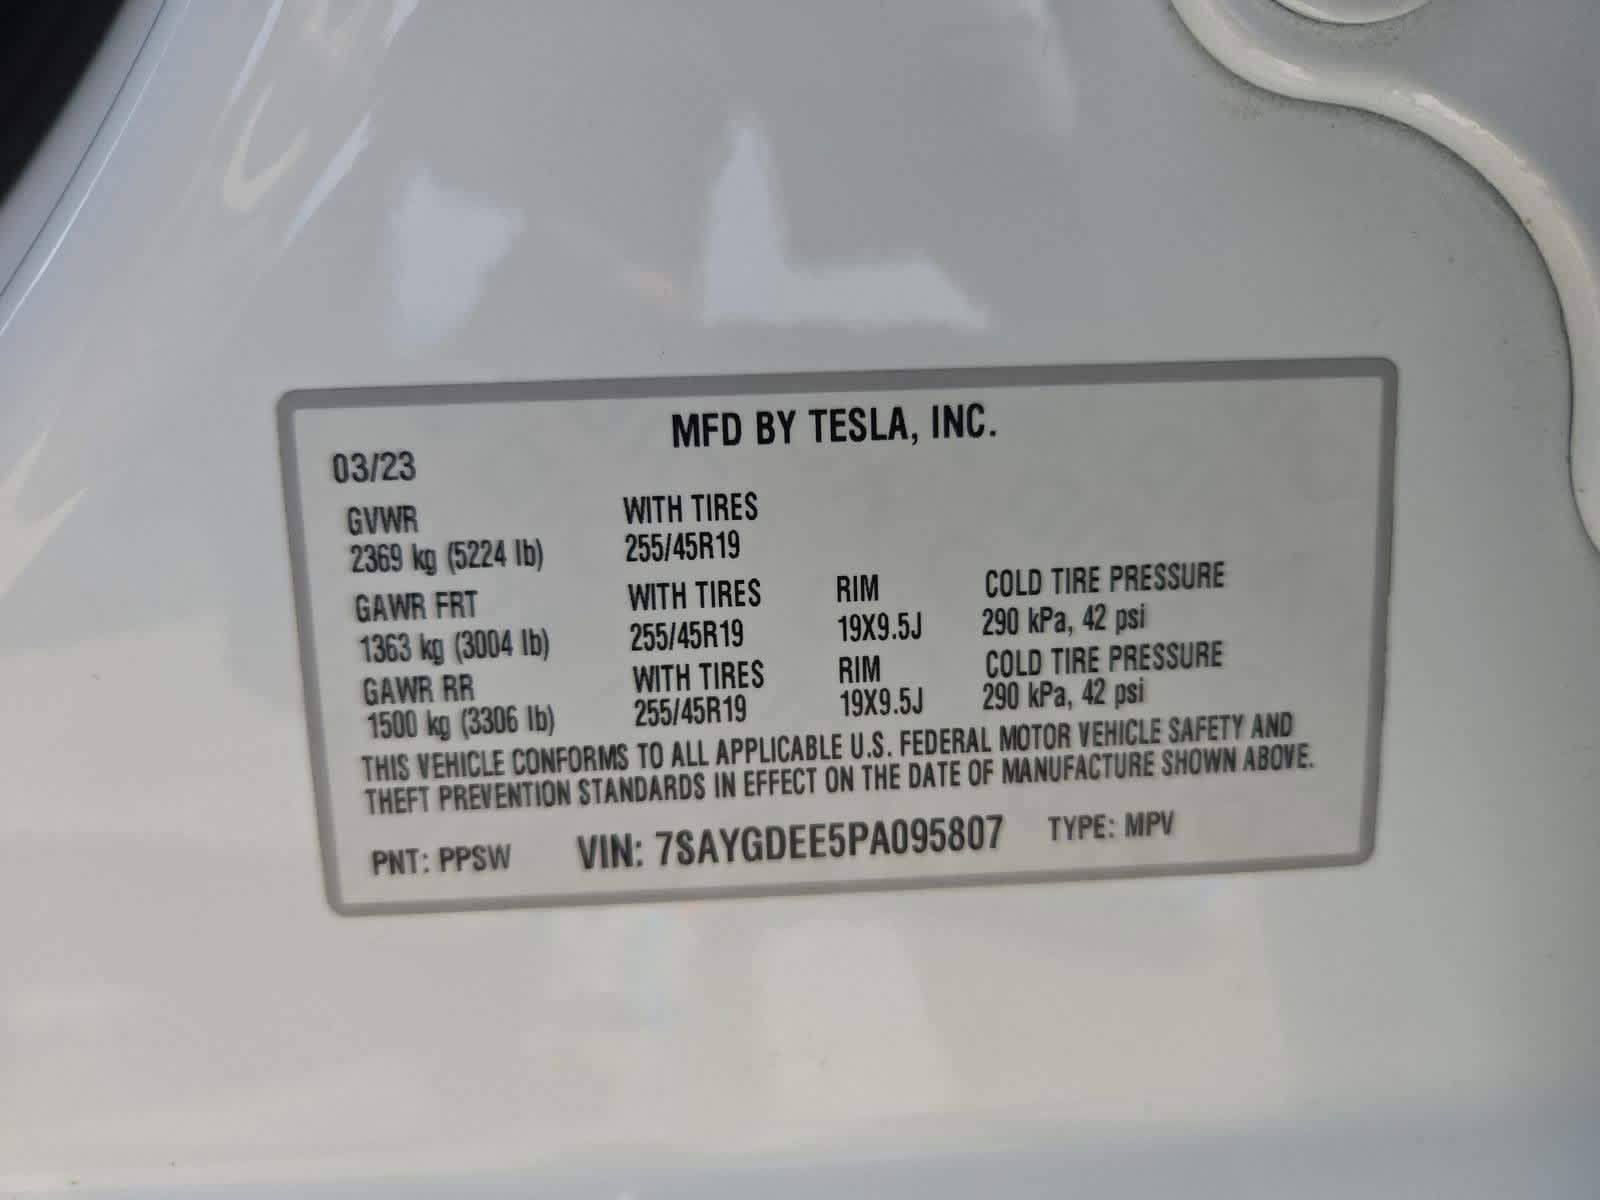 MFD BY TESLA, INC.
03/23
GVWR WITH TIRES
2369 kg (5224 lb) 255/45R19
GAWR FRT WITH TIRES RIM COLD TIRE PRESSURE
1363 kg (3004 lb) 255/45R19 19X9.5J 290 kPa, 42 psi
GAWR RR WITH TIRES RIM COLD TIRE PRESSURE
1500 kg (3306 lb) 255/45R19 19X9.5J 290 kPa, 42 psi
THIS VEHICLE CONFORMS TO ALL APPLICABLE U.S. FEDERAL MOTOR VEHICLE SAFETY AND
THEFT PREVENTION STANDARDS IN EFFECT ON THE DATE OF MANUFACTURE SHOWN ABOVE.
PNT: PPSW VIN: 7SAYGDEE5PA095807 TYPE: MPV